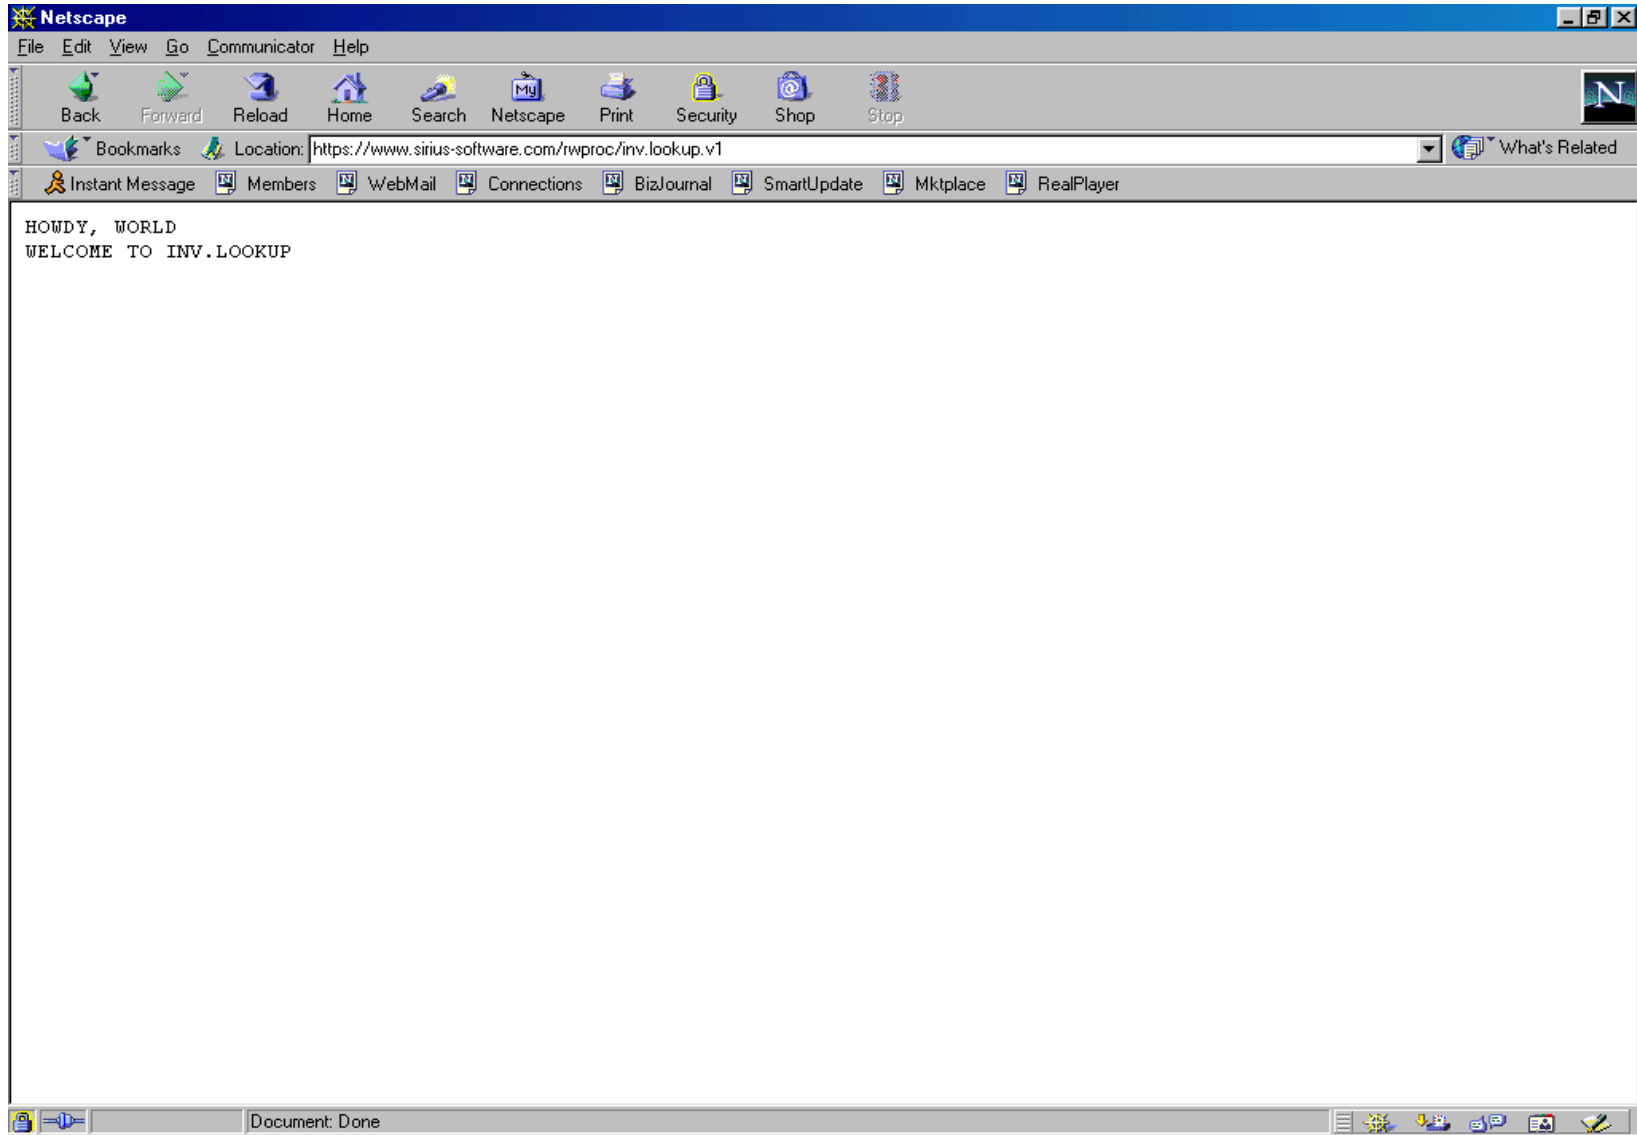 Netscape
File Edit View Go Communicator Help
My N
Back Forward Reload Home Search Netscape Print Security Shop Stop
Bookmarks Location: https://www.sirius-software.com/rwproc/inv.lookup.v1 What's Related
Instant Message Members WebMail Connections BizJournal SmartUpdate Mktplace RealPlayer
HOWDY, WORLD
WELCOME TO INV.LOOKUP
Document: Done